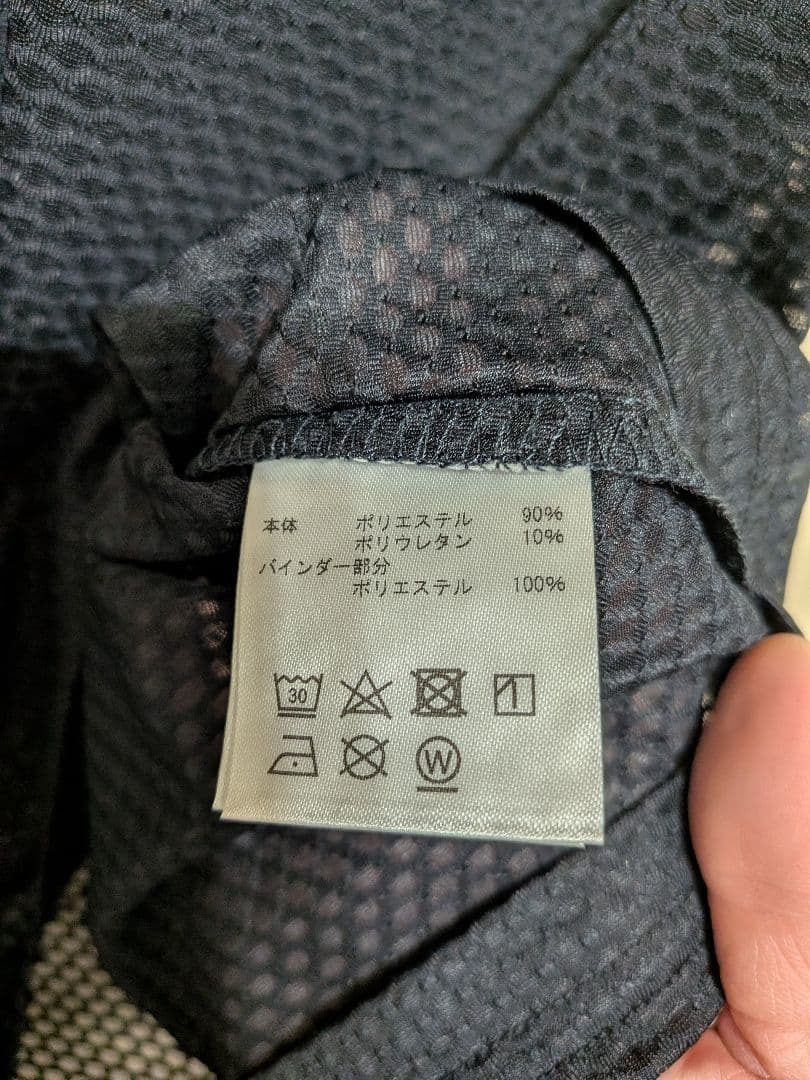 本体 ポリエステル 90%
ポリウレタン 10%
バインダー部分
ポリエステル 100%
30
W